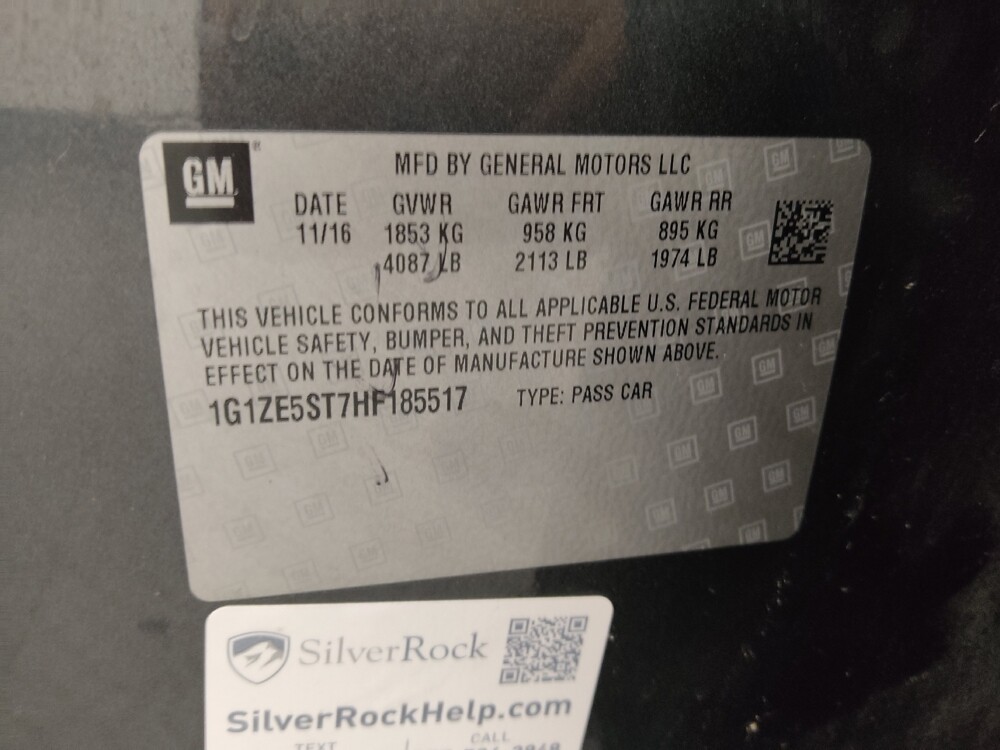 GM
MFD BY GENERAL MOTORS LLC
DATE GVWR GAWR FRT GAWR RR
11/16 1853 KG 958 KG 895 KG
4087 LB 2113 LB 1974 LB
THIS VEHICLE CONFORMS TO ALL APPLICABLE U.S. FEDERAL MOTOR
VEHICLE SAFETY, BUMPER, AND THEFT PREVENTION STANDARDS IN
EFFECT ON THE DATE OF MANUFACTURE SHOWN ABOVE.
1G1ZE5ST7HF185517 TYPE: PASS CAR
SilverRock
SilverRockHelp.com
TEXT CALL